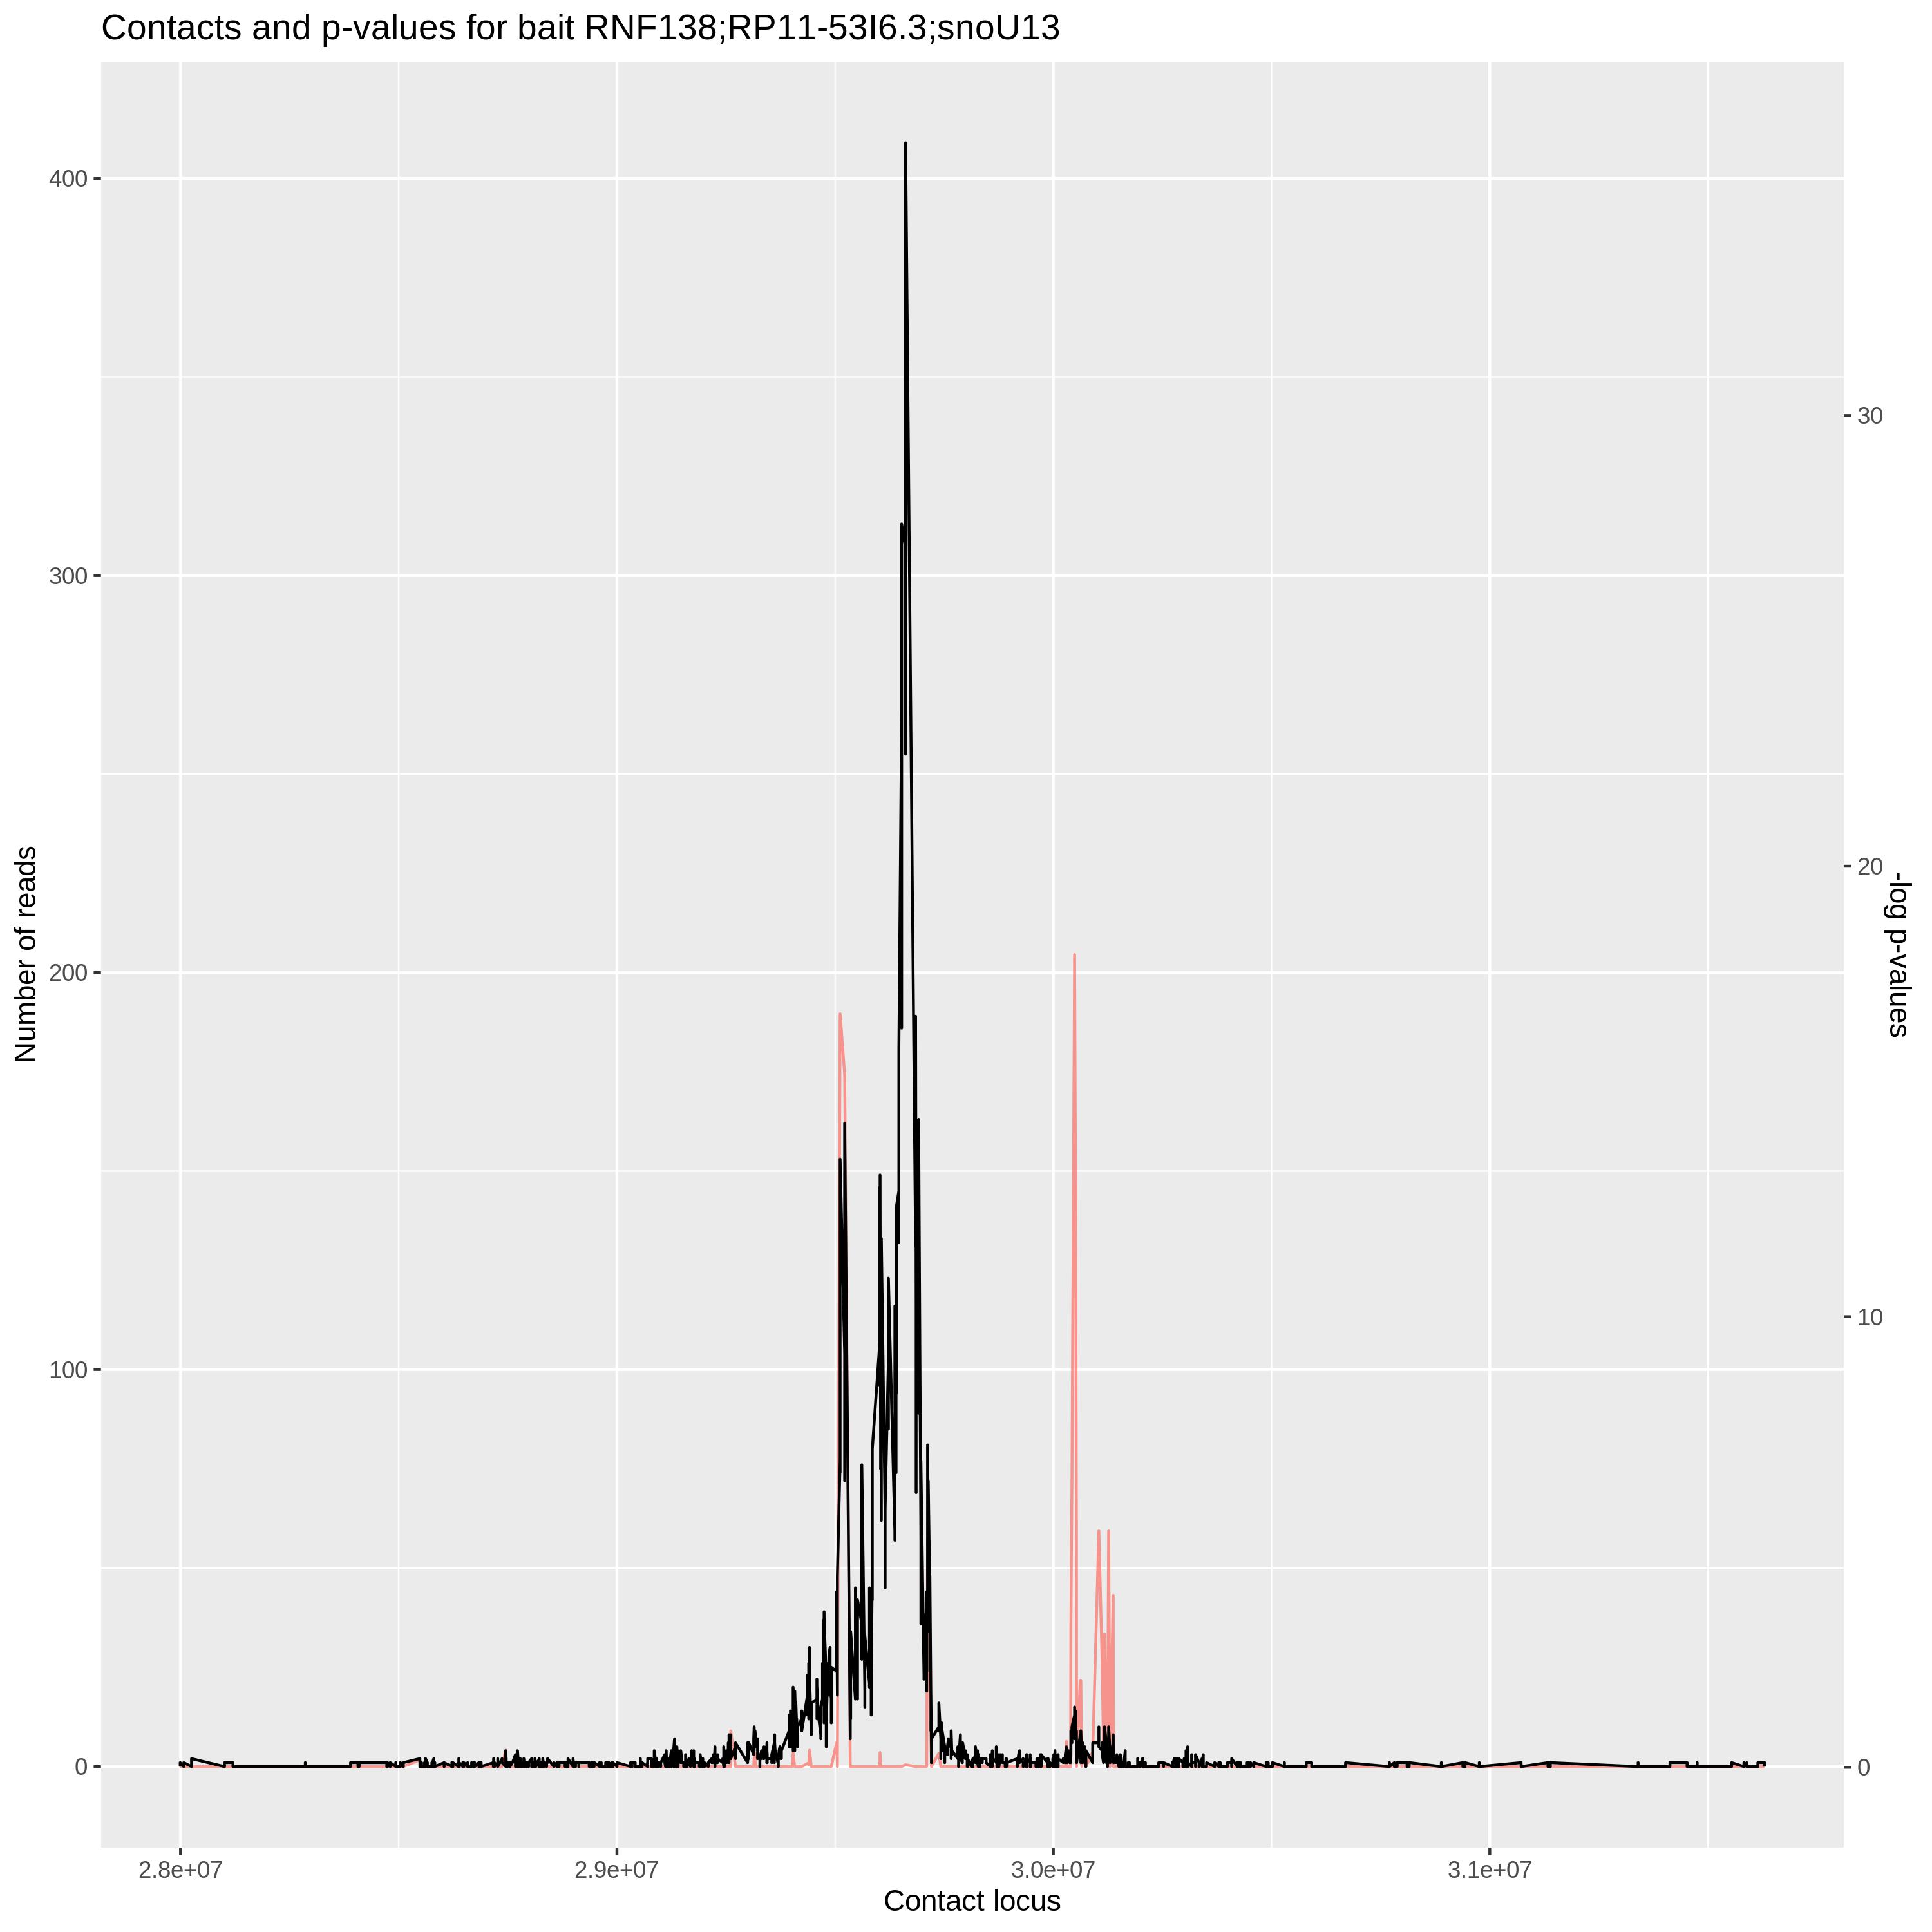 Contacts and p-values for bait RNF138;RP11-53I6.3;snoU13
400
300
200
100
0
Number of reads
30
20
10
0
-log p-values
2.8e+07
2.9e+07
3.0e+07
3.1e+07
Contact locus